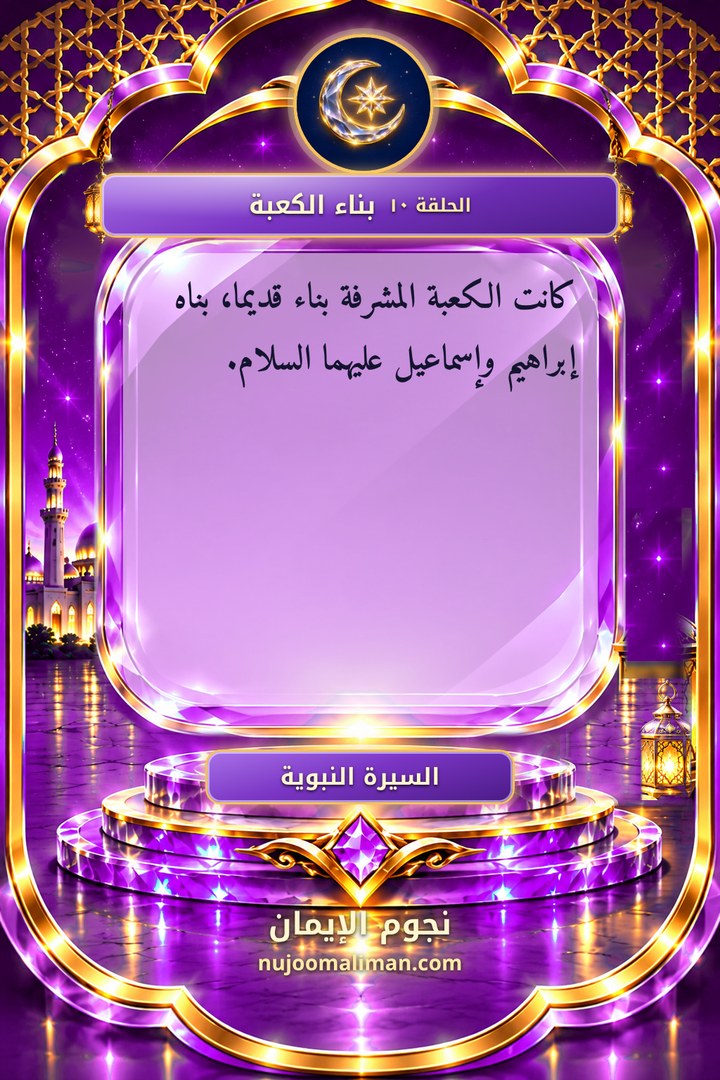 الحلقة ١٠ بناء الكعبة
كانت الكعبة المشرفة بناء قديما، بناه
إبراهيم وإسماعيل عليهما السلام.
السيرة النبوية
نجوم الإيمان
nujoomaliman.com